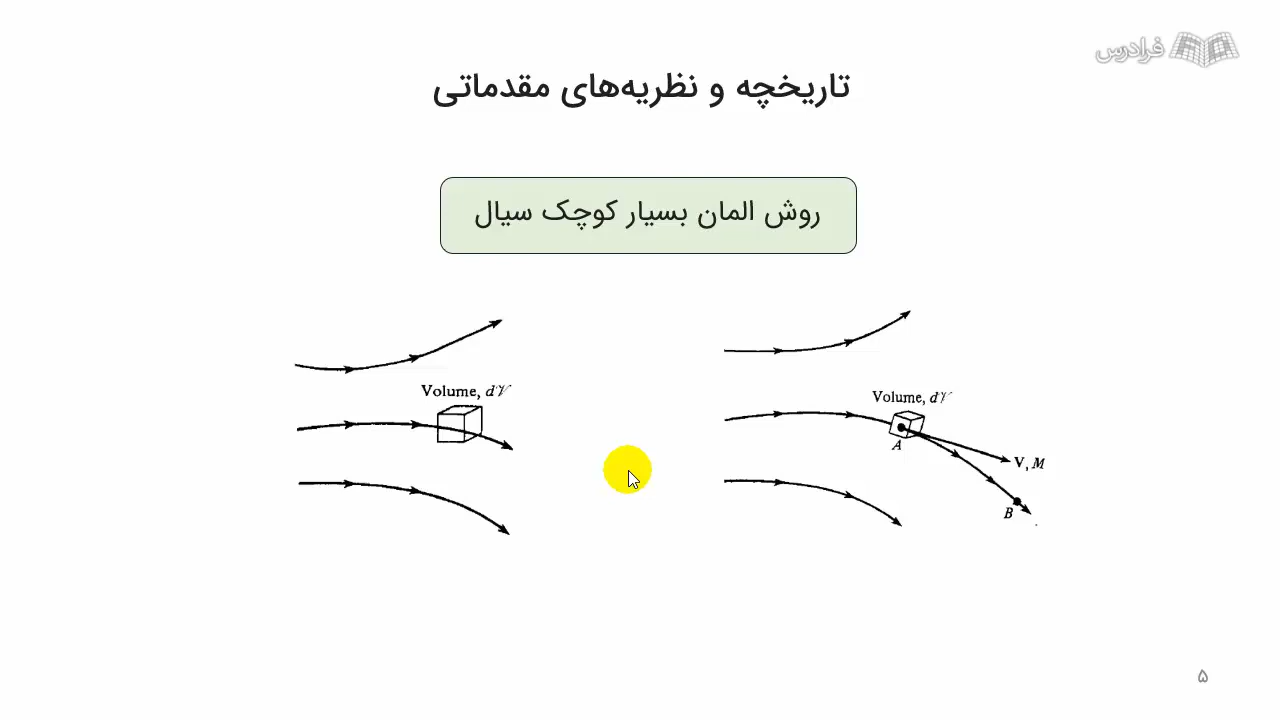 فرادرس
تاریخچه و نظریه‌های مقدماتی
روش المان بسیار کوچک سیال
Volume, d𝒱
Volume, d𝒱
A
V, M
B
۵